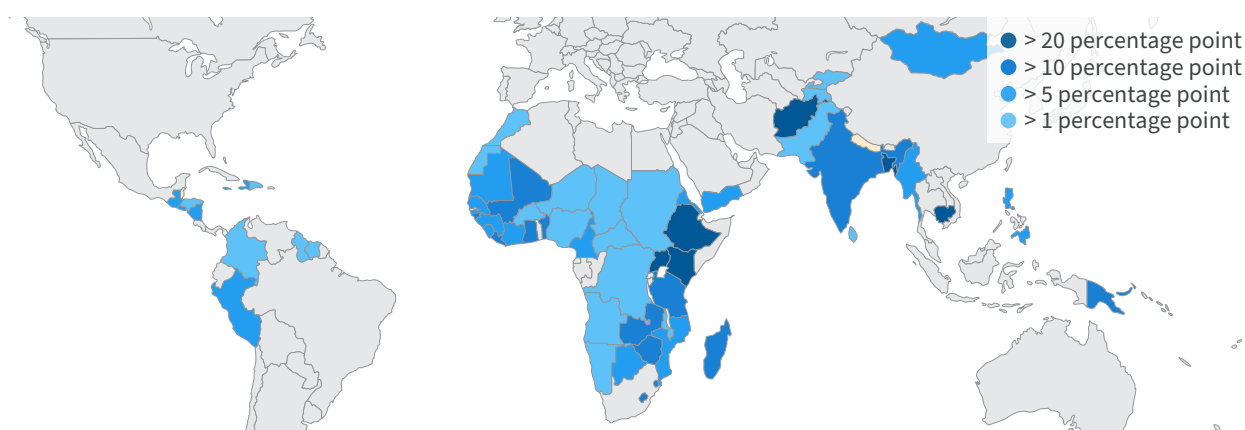 > 20 percentage point
> 10 percentage point
> 5 percentage point
> 1 percentage point